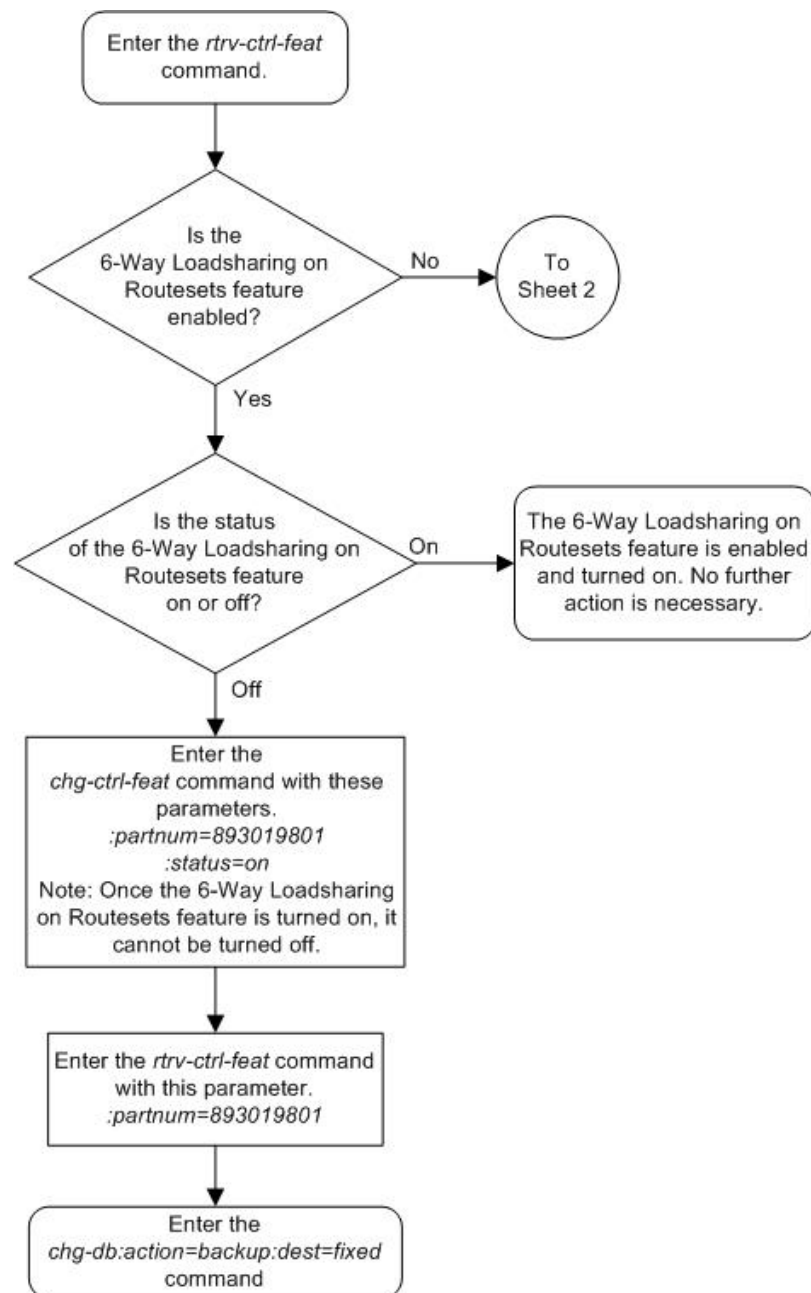 Enter the rtrv-ctrl-feat
command.
Is the
6-Way Loadsharing on
Routesets feature
enabled?
No
To
Sheet 2
Yes
Is the status
of the 6-Way Loadsharing on
Routesets feature
on or off?
On
The 6-Way Loadsharing on
Routesets feature is enabled
and turned on. No further
action is necessary.
Off
Enter the
chg-ctrl-feat command with these
parameters.
:partnum=893019801
:status=on
Note: Once the 6-Way Loadsharing
on Routesets feature is turned on, it
cannot be turned off.
Enter the rtrv-ctrl-feat command
with this parameter.
:partnum=893019801
Enter the
chg-db:action=backup:dest=fixed
command